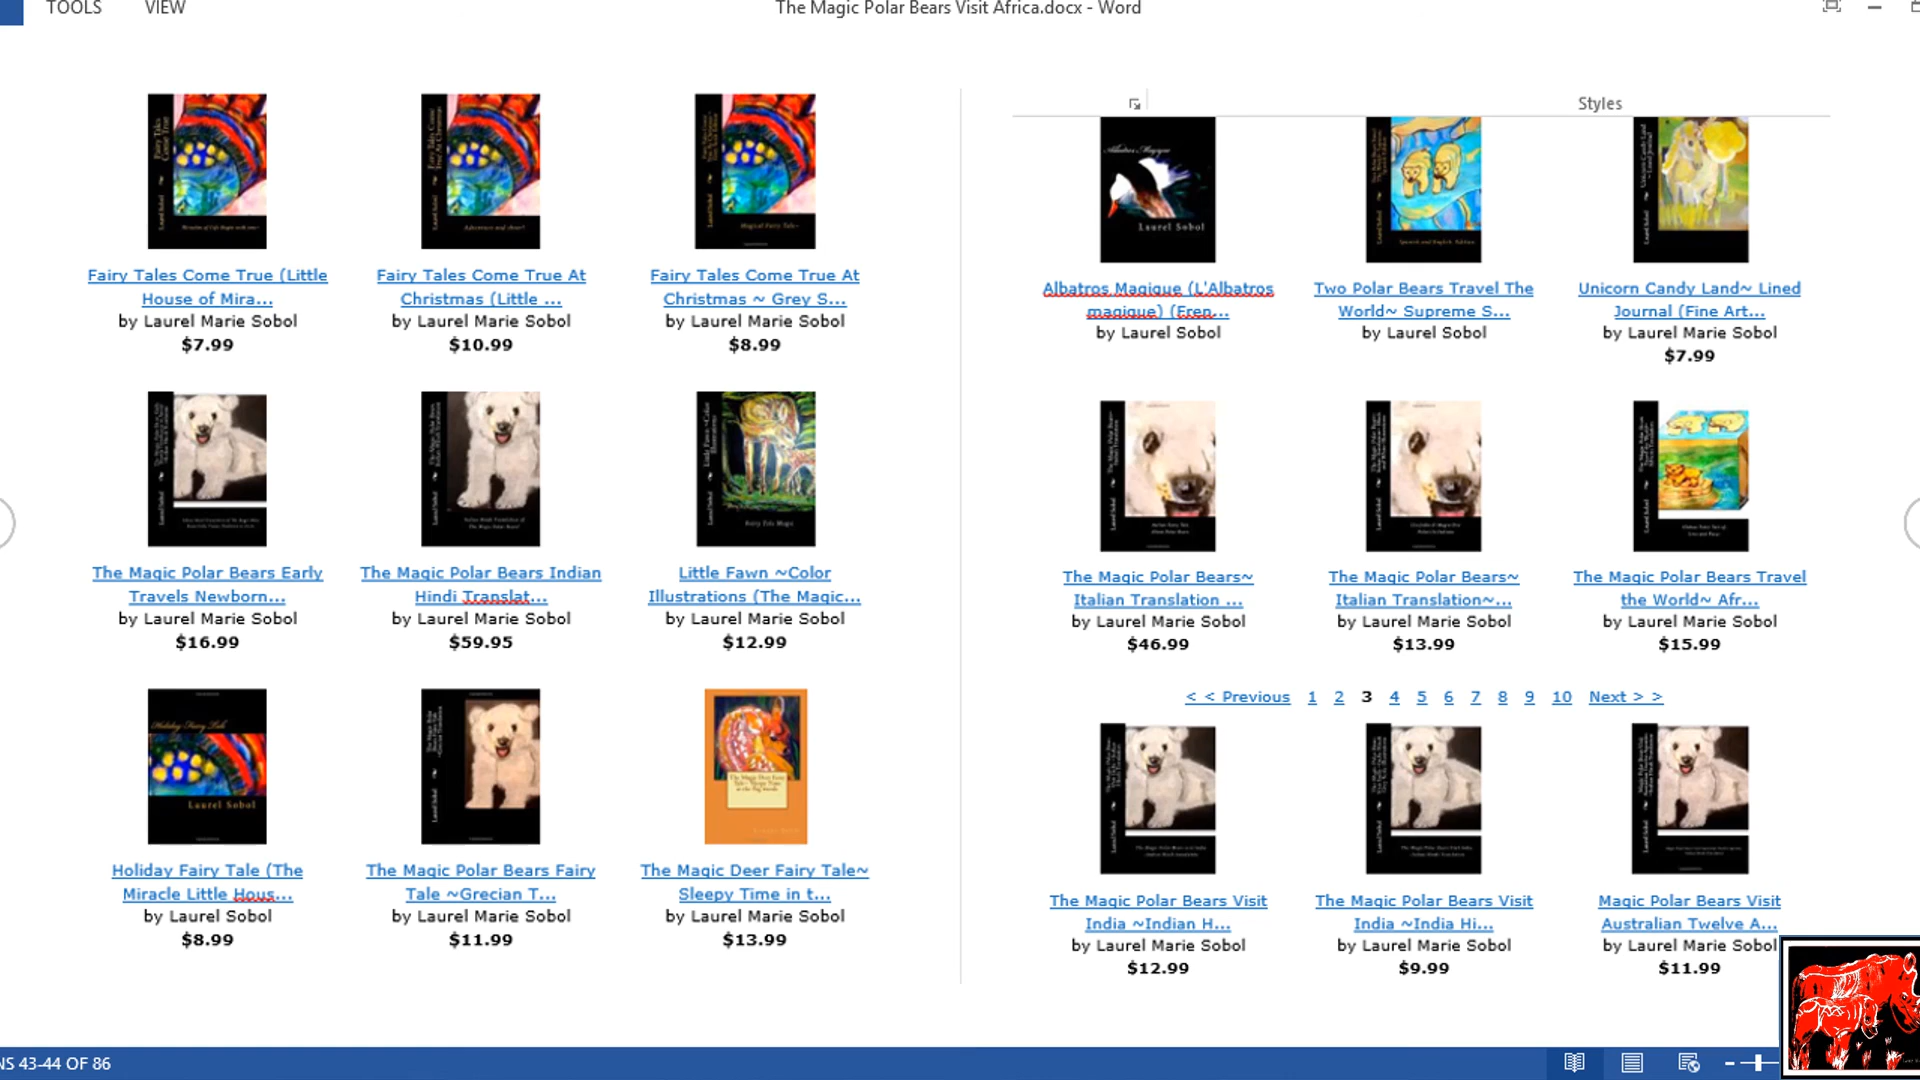 TOOLS VIEW The Magic Polar Bears Visit Africa.docx - Word
Fairy Tales Come True (Little
House of Mira...
by Laurel Marie Sobol
$7.99
Fairy Tales Come True At
Christmas (Little ...
by Laurel Marie Sobol
$10.99
Fairy Tales Come True At
Christmas ~ Grey S...
by Laurel Marie Sobol
$8.99
The Magic Polar Bears Early
Travels Newborn...
by Laurel Marie Sobol
$16.99
The Magic Polar Bears Indian
Hindi Translat...
by Laurel Marie Sobol
$59.95
Little Fawn ~Color
Illustrations (The Magic...
by Laurel Marie Sobol
$12.99
Laurel Sobol
Holiday Fairy Tale (The
Miracle Little Hous...
by Laurel Sobol
$8.99
The Magic Polar Bears Fairy
Tale ~Grecian T...
by Laurel Marie Sobol
$11.99
The Magic Deer Fairy Tale~
Sleepy Time in t...
by Laurel Marie Sobol
$13.99
Styles
Albatros Magique
Laurel Sobol
Albatros Magique (L'Albatros
magique) (Fren...
by Laurel Sobol
Two Polar Bears Travel The
World~ Supreme S...
by Laurel Sobol
Unicorn Candy Land~ Lined
Journal (Fine Art...
by Laurel Marie Sobol
$7.99
The Magic Polar Bears~
Italian Translation ...
by Laurel Marie Sobol
$46.99
The Magic Polar Bears~
Italian Translation~...
by Laurel Marie Sobol
$13.99
The Magic Polar Bears Travel
the World~ Afr...
by Laurel Marie Sobol
$15.99
< < Previous 1 2 3 4 5 6 7 8 9 10 Next > >
The Magic Polar Bears Visit
India ~Indian H...
by Laurel Marie Sobol
$12.99
The Magic Polar Bears Visit
India ~India Hi...
by Laurel Marie Sobol
$9.99
Magic Polar Bears Visit
Australian Twelve A...
by Laurel Marie Sobol
$11.99
NS 43-44 OF 86